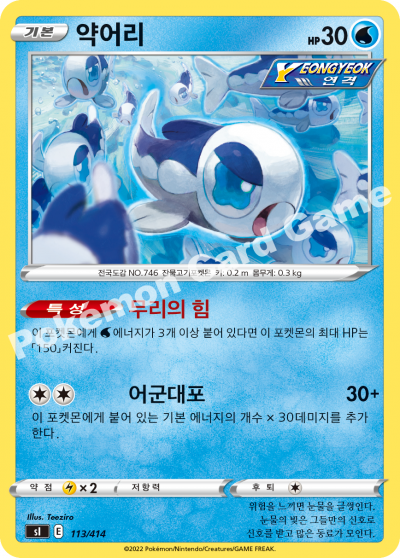 기본 약어리 HP 30
YEONGYEOK
연격
전국도감 NO.746 잔물고기포켓몬 키: 0.2 m 몸무게: 0.3 kg
특성 무리의 힘
이 포켓몬에게 에너지가 3개 이상 붙어 있다면 이 포켓몬의 최대 HP는
「150」커진다.
어군대포 30+
이 포켓몬에게 붙어 있는 기본 에너지의 개수 × 30데미지를 추가
한다.
약점 ×2 저항력 후퇴
Illus. Teeziro
위험을 느끼면 눈물을 글썽인다.
눈물의 빛은 그들만의 신호로
신호를 받고 많은 동료가 모인다.
sI E 113/414
©2022 Pokémon/Nintendo/Creatures/GAME FREAK.
Pokémon Card Game